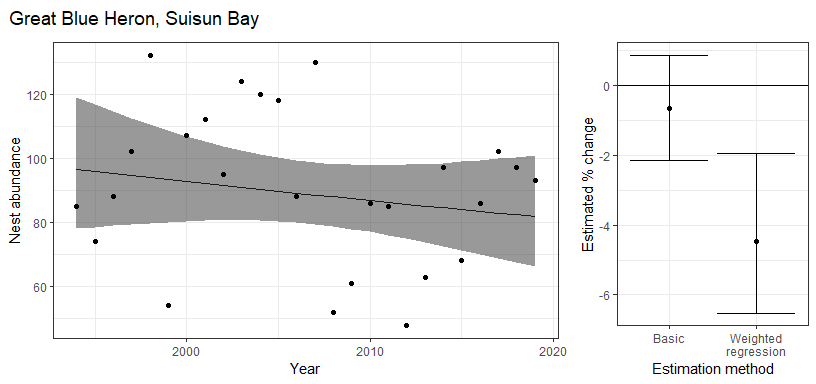 Great Blue Heron, Suisun Bay
Nest abundance
120
100
80
60
2000
2010
2020
Year
Estimated % change
0
-2
-4
-6
Basic
Weighted
regression
Estimation method